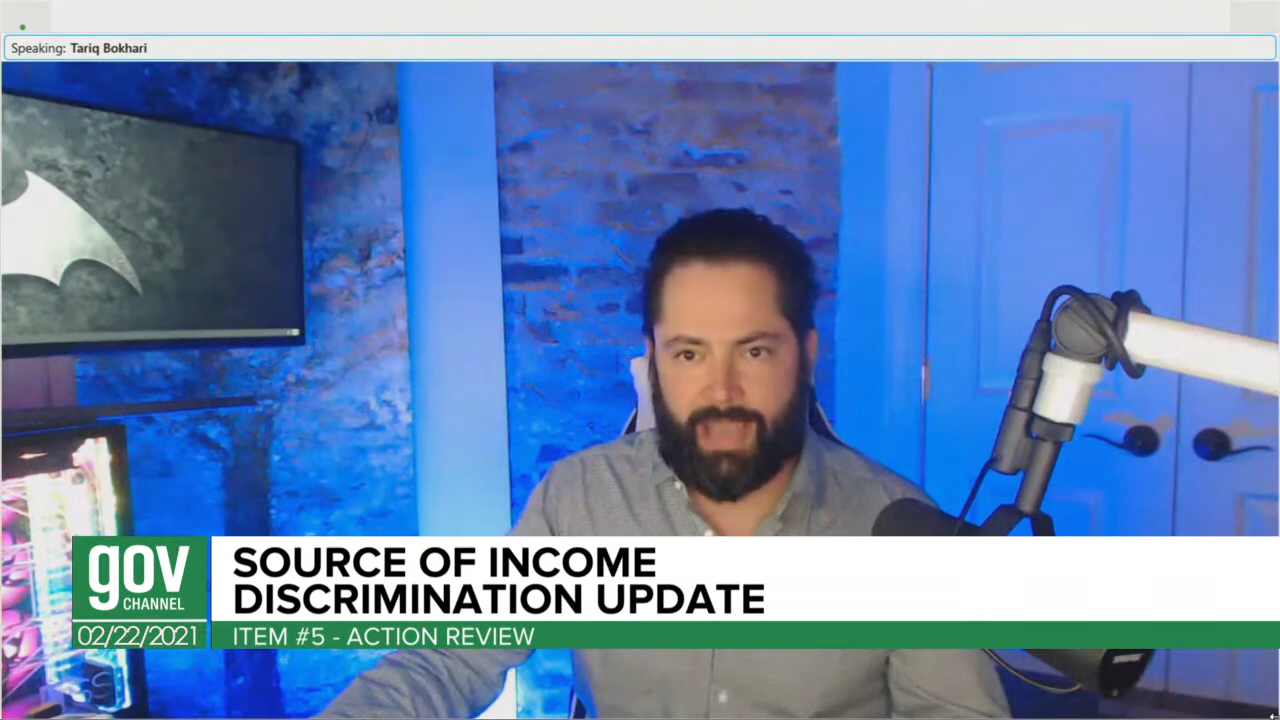 Speaking: Tariq Bokhari
gov
CHANNEL
02/22/2021
SOURCE OF INCOME
DISCRIMINATION UPDATE
ITEM #5 - ACTION REVIEW